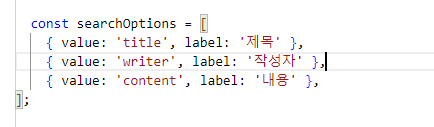 const searchOptions = [
{ value: 'title', label: '제목' },
{ value: 'writer', label: '작성자' },
{ value: 'content', label: '내용' },
];